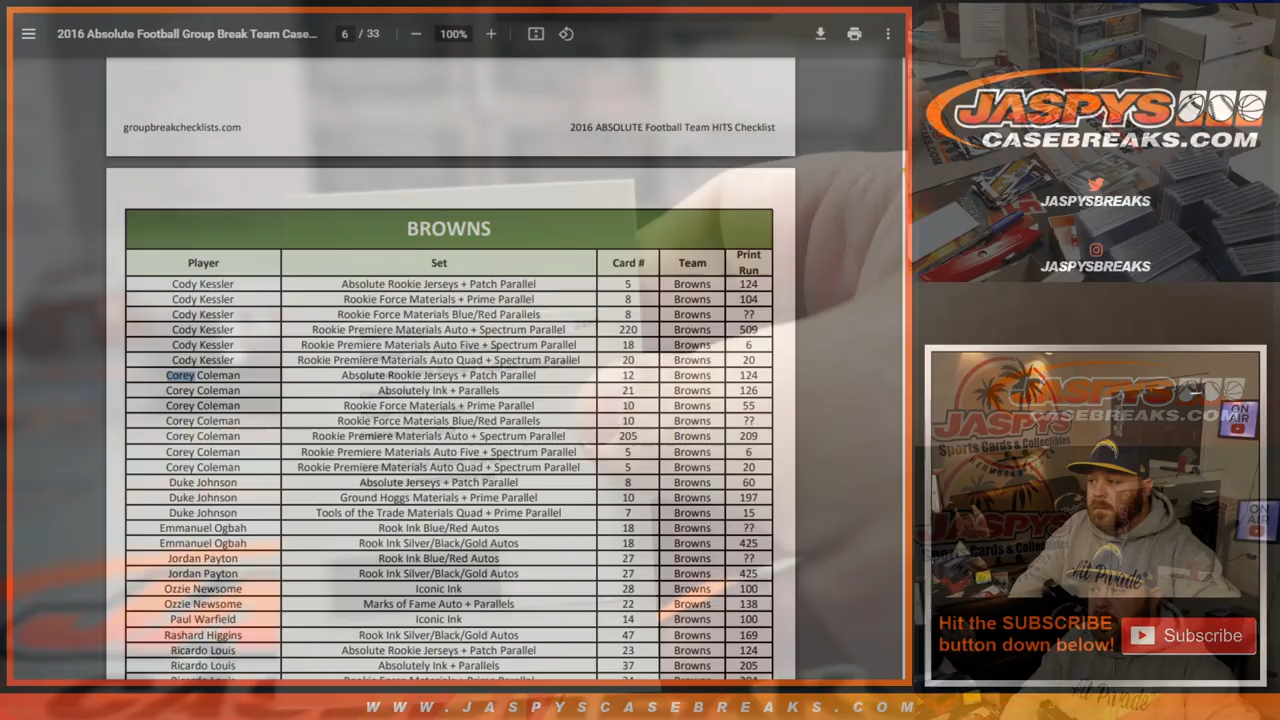 2016 Absolute Football Group Break Team Case... 6 / 33 100%
groupbreakchecklists.com 2016 ABSOLUTE Football Team HITS Checklist
BROWNS
Player Set Card # Team Print Run
Cody Kessler Absolute Rookie Jerseys + Patch Parallel 5 Browns 124
Cody Kessler Rookie Force Materials + Prime Parallel 8 Browns 104
Cody Kessler Rookie Force Materials Blue/Red Parallels 8 Browns ??
Cody Kessler Rookie Premiere Materials Auto + Spectrum Parallel 220 Browns 509
Cody Kessler Rookie Premiere Materials Auto Five + Spectrum Parallel 18 Browns 6
Cody Kessler Rookie Premiere Materials Auto Quad + Spectrum Parallel 20 Browns 20
Corey Coleman Absolute Rookie Jerseys + Patch Parallel 12 Browns 124
Corey Coleman Absolutely Ink + Parallels 21 Browns 126
Corey Coleman Rookie Force Materials + Prime Parallel 10 Browns 55
Corey Coleman Rookie Force Materials Blue/Red Parallels 10 Browns ??
Corey Coleman Rookie Premiere Materials Auto + Spectrum Parallel 205 Browns 209
Corey Coleman Rookie Premiere Materials Auto Five + Spectrum Parallel 5 Browns 6
Corey Coleman Rookie Premiere Materials Auto Quad + Spectrum Parallel 5 Browns 20
Duke Johnson Absolute Jerseys + Patch Parallel 8 Browns 60
Duke Johnson Ground Hoggs Materials + Prime Parallel 10 Browns 197
Duke Johnson Tools of the Trade Materials Quad + Prime Parallel 7 Browns 15
Emmanuel Ogbah Rook Ink Blue/Red Autos 18 Browns ??
Emmanuel Ogbah Rook Ink Silver/Black/Gold Autos 18 Browns 425
Jordan Payton Rook Ink Blue/Red Autos 27 Browns ??
Jordan Payton Rook Ink Silver/Black/Gold Autos 27 Browns 425
Ozzie Newsome Iconic Ink 28 Browns 100
Ozzie Newsome Marks of Fame Auto + Parallels 22 Browns 138
Paul Warfield Iconic Ink 14 Browns 100
Rashard Higgins Rook Ink Silver/Black/Gold Autos 47 Browns 169
Ricardo Louis Absolute Rookie Jerseys + Patch Parallel 23 Browns 124
Ricardo Louis Absolutely Ink + Parallels 37 Browns 205
JASPYS
CASEBREAKS.COM
JASPYSBREAKS
JASPYSBREAKS
JASPYS
CASEBREAKS.COM
JASPYS
Sports Cards & Collectibles
ON AIR
ON AIR
Hit Parade
Hit the SUBSCRIBE
button down below!
Subscribe
WWW.JASPYSCASEBREAKS.COM